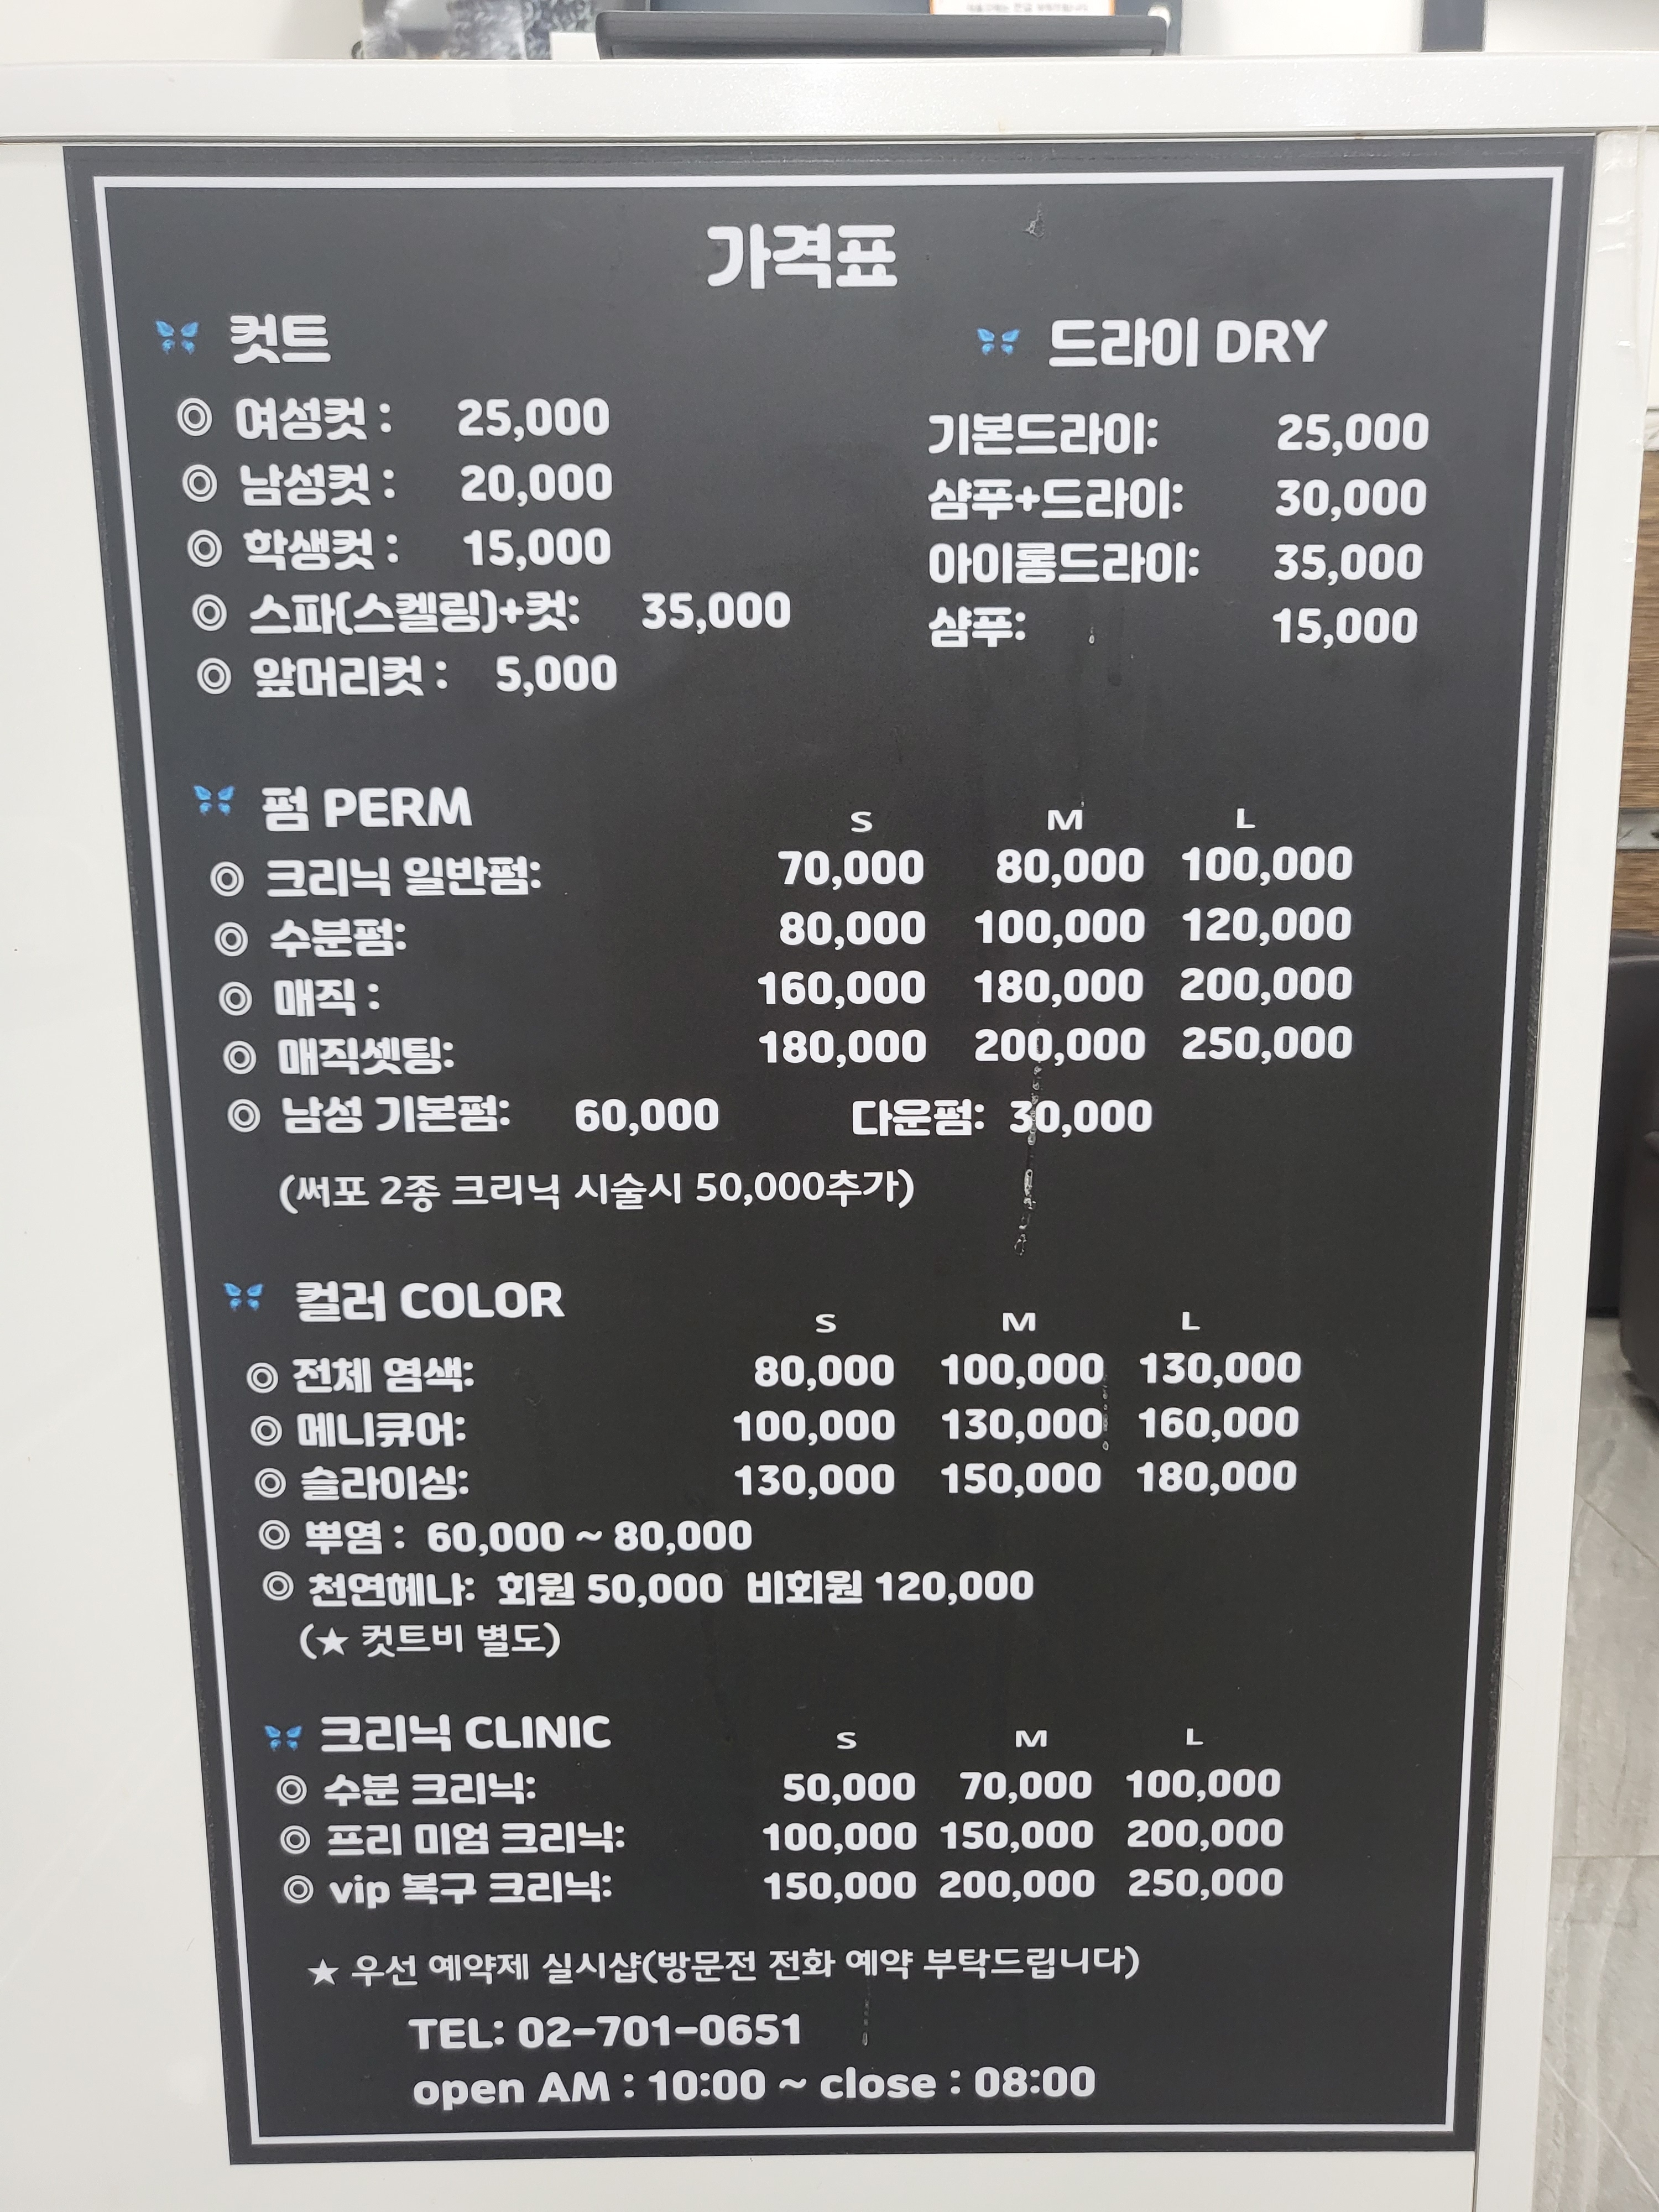 가격표
컷트
◎ 여성컷 : 25,000
◎ 남성컷 : 20,000
◎ 학생컷 : 15,000
◎ 스파(스켈링)+컷: 35,000
◎ 앞머리컷 : 5,000
드라이 DRY
기본드라이: 25,000
샴푸+드라이: 30,000
아이롱드라이: 35,000
샴푸: 15,000
펌 PERM
S M L
◎ 크리닉 일반펌: 70,000 80,000 100,000
◎ 수분펌: 80,000 100,000 120,000
◎ 매직 : 160,000 180,000 200,000
◎ 매직셋팅: 180,000 200,000 250,000
◎ 남성 기본펌: 60,000 다운펌: 30,000
(써포 2종 크리닉 시술시 50,000추가)
컬러 COLOR
S M L
◎ 전체 염색: 80,000 100,000 130,000
◎ 메니큐어: 100,000 130,000 160,000
◎ 슬라이싱: 130,000 150,000 180,000
◎ 뿌염 : 60,000 ~ 80,000
◎ 천연헤나: 회원 50,000 비회원 120,000
(★ 컷트비 별도)
크리닉 CLINIC
S M L
◎ 수분 크리닉: 50,000 70,000 100,000
◎ 프리 미엄 크리닉: 100,000 150,000 200,000
◎ vip 복구 크리닉: 150,000 200,000 250,000
★ 우선 예약제 실시샵(방문전 전화 예약 부탁드립니다)
TEL: 02-701-0651
open AM : 10:00 ~ close : 08:00